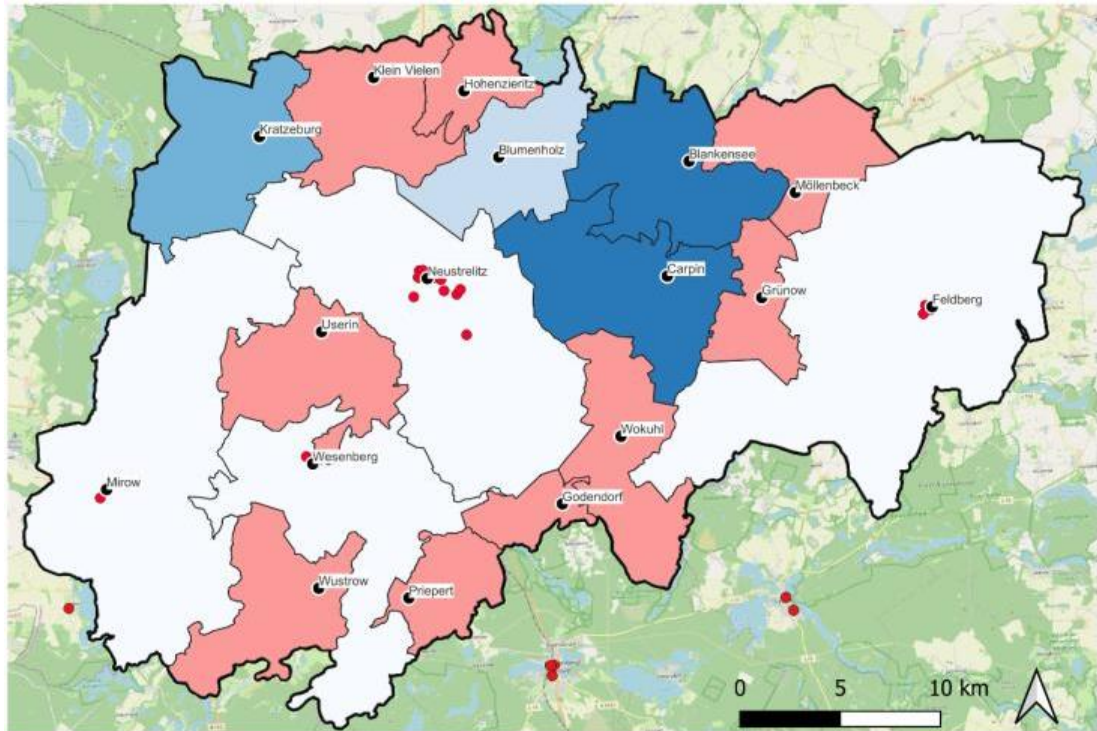 Klein Vielen
Hohenzieritz
Kratzeburg
Blumenholz
Blankensee
Möllenbeck
Neustrelitz
Carpin
Grünow
Feldberg
Userin
Wokuhl
Wesenberg
Mirow
Godendorf
Wustrow
Priepert
0 5 10 km